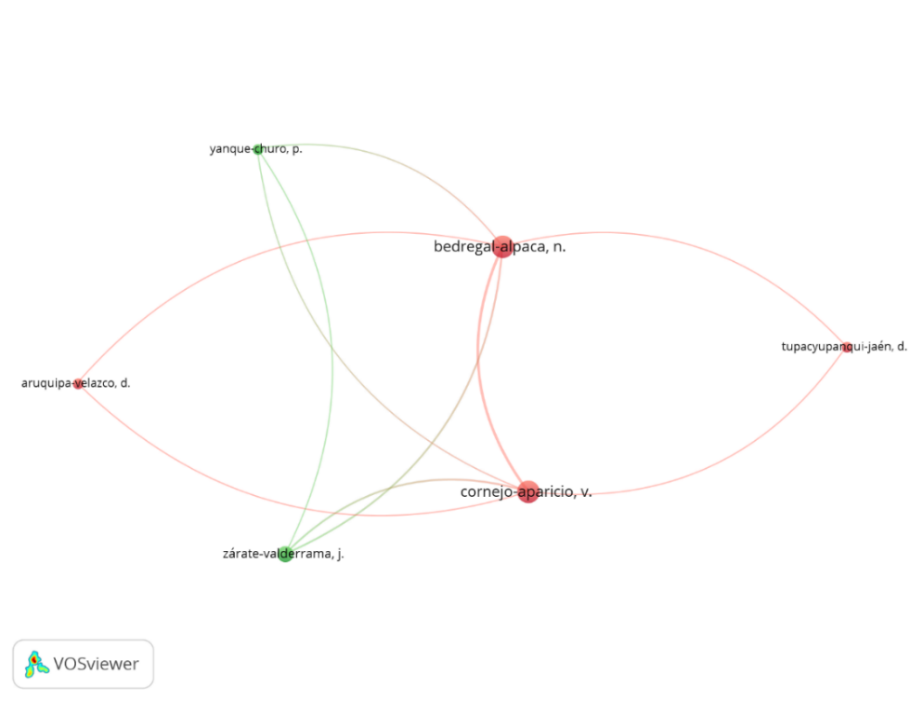 yanque-churo, p.
bedregal-alpaca, n.
tupacyupanqui-jaén, d.
aruquipa-velazco, d.
cornejo-aparicio, v.
zárate-valderrama, j.
VOSviewer